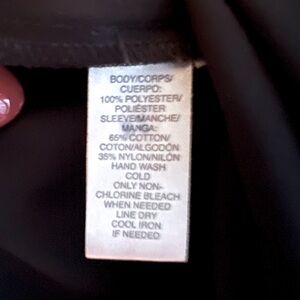 BODY/CORPS/
CUERPO:
100% POLYESTER/
POLIÉSTER
SLEEVE/MANCHE/
MANGA:
65% COTTON/
COTON/ALGODÓN
35% NYLON/NILÓN
HAND WASH
COLD
ONLY NON-
CHLORINE BLEACH
WHEN NEEDED
LINE DRY
COOL IRON
IF NEEDED